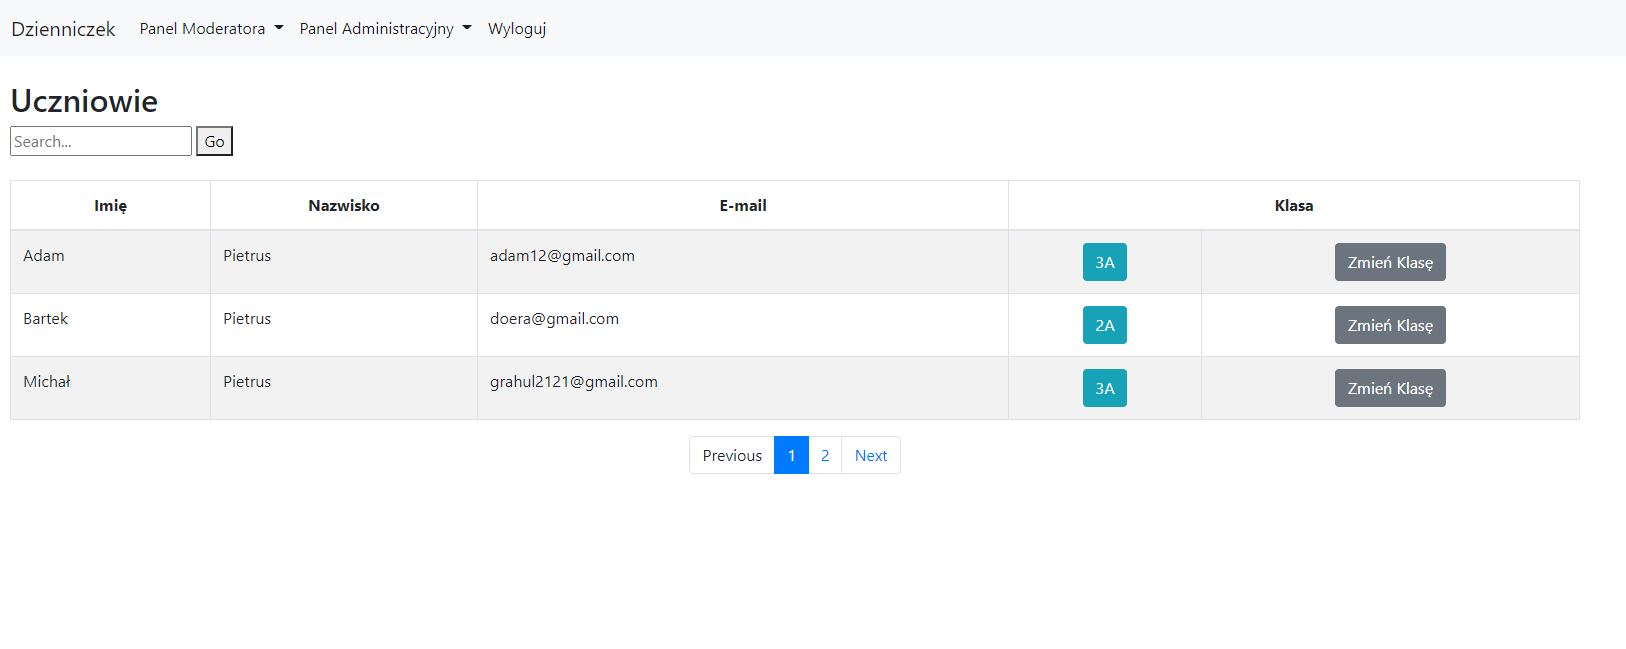 Dzienniczek Panel Moderatora Panel Administracyjny Wyloguj
Uczniowie
Search... Go
Imię Nazwisko E-mail Klasa
Adam Pietrus adam12@gmail.com 3A Zmień Klasę
Bartek Pietrus doera@gmail.com 2A Zmień Klasę
Michał Pietrus grahul2121@gmail.com 3A Zmień Klasę
Previous 1 2 Next